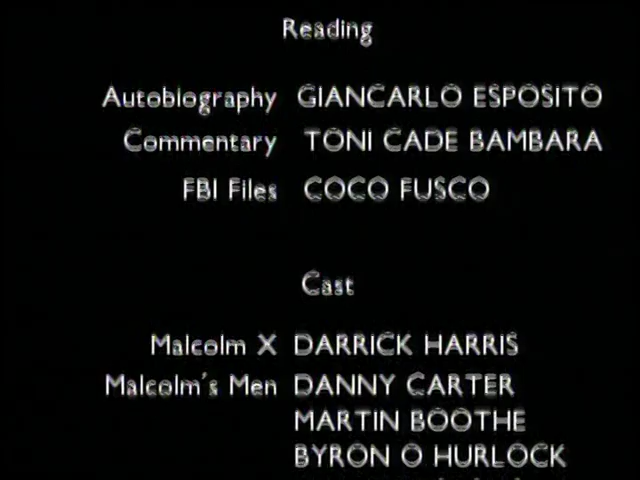 Reading
Autobiography GIANCARLO ESPOSITO
Commentary TONI CADE BAMBARA
FBI Files COCO FUSCO
Cast
Malcolm X DARRICK HARRIS
Malcolm's Men DANNY CARTER
MARTIN BOOTHE
BYRON O HURLOCK